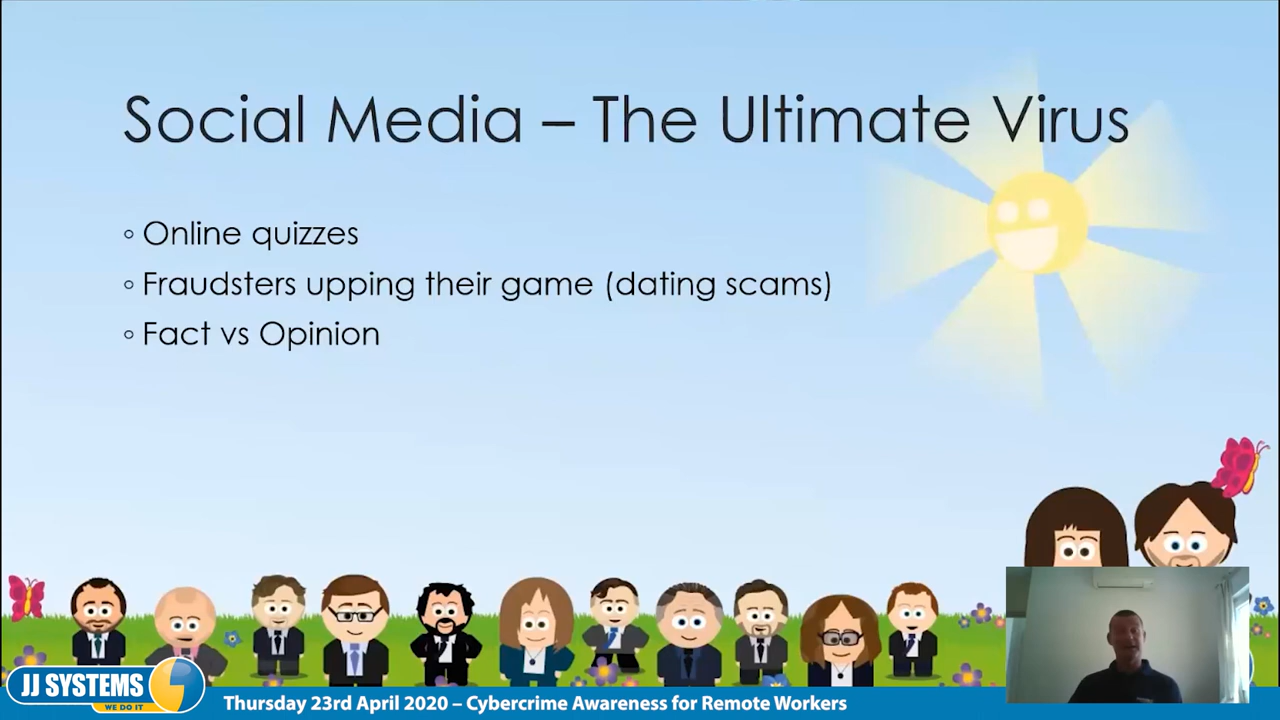 Social Media – The Ultimate Virus
◦ Online quizzes
◦ Fraudsters upping their game (dating scams)
◦ Fact vs Opinion
JJ SYSTEMS
WE DO IT
Thursday 23rd April 2020 – Cybercrime Awareness for Remote Workers